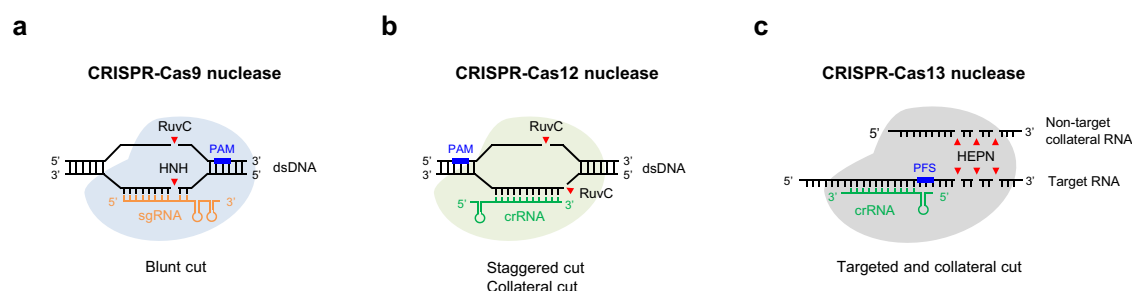 a
CRISPR-Cas9 nuclease
RuvC
PAM
5’
3’
HNH
dsDNA
3’
5’
5’
sgRNA
3’
Blunt cut
b
CRISPR-Cas12 nuclease
RuvC
PAM
5’
3’
dsDNA
3’
5’
RuvC
5’
crRNA
3’
Staggered cut
Collateral cut
c
CRISPR-Cas13 nuclease
5’
3’
Non-target
collateral RNA
HEPN
PFS
5’
3’
Target RNA
3’
crRNA
5’
Targeted and collateral cut